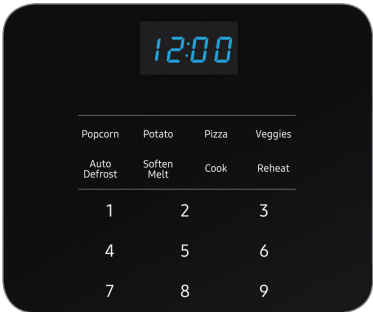 12:00
Popcorn Potato Pizza Veggies
Auto Defrost Soften Melt Cook Reheat
1 2 3
4 5 6
7 8 9